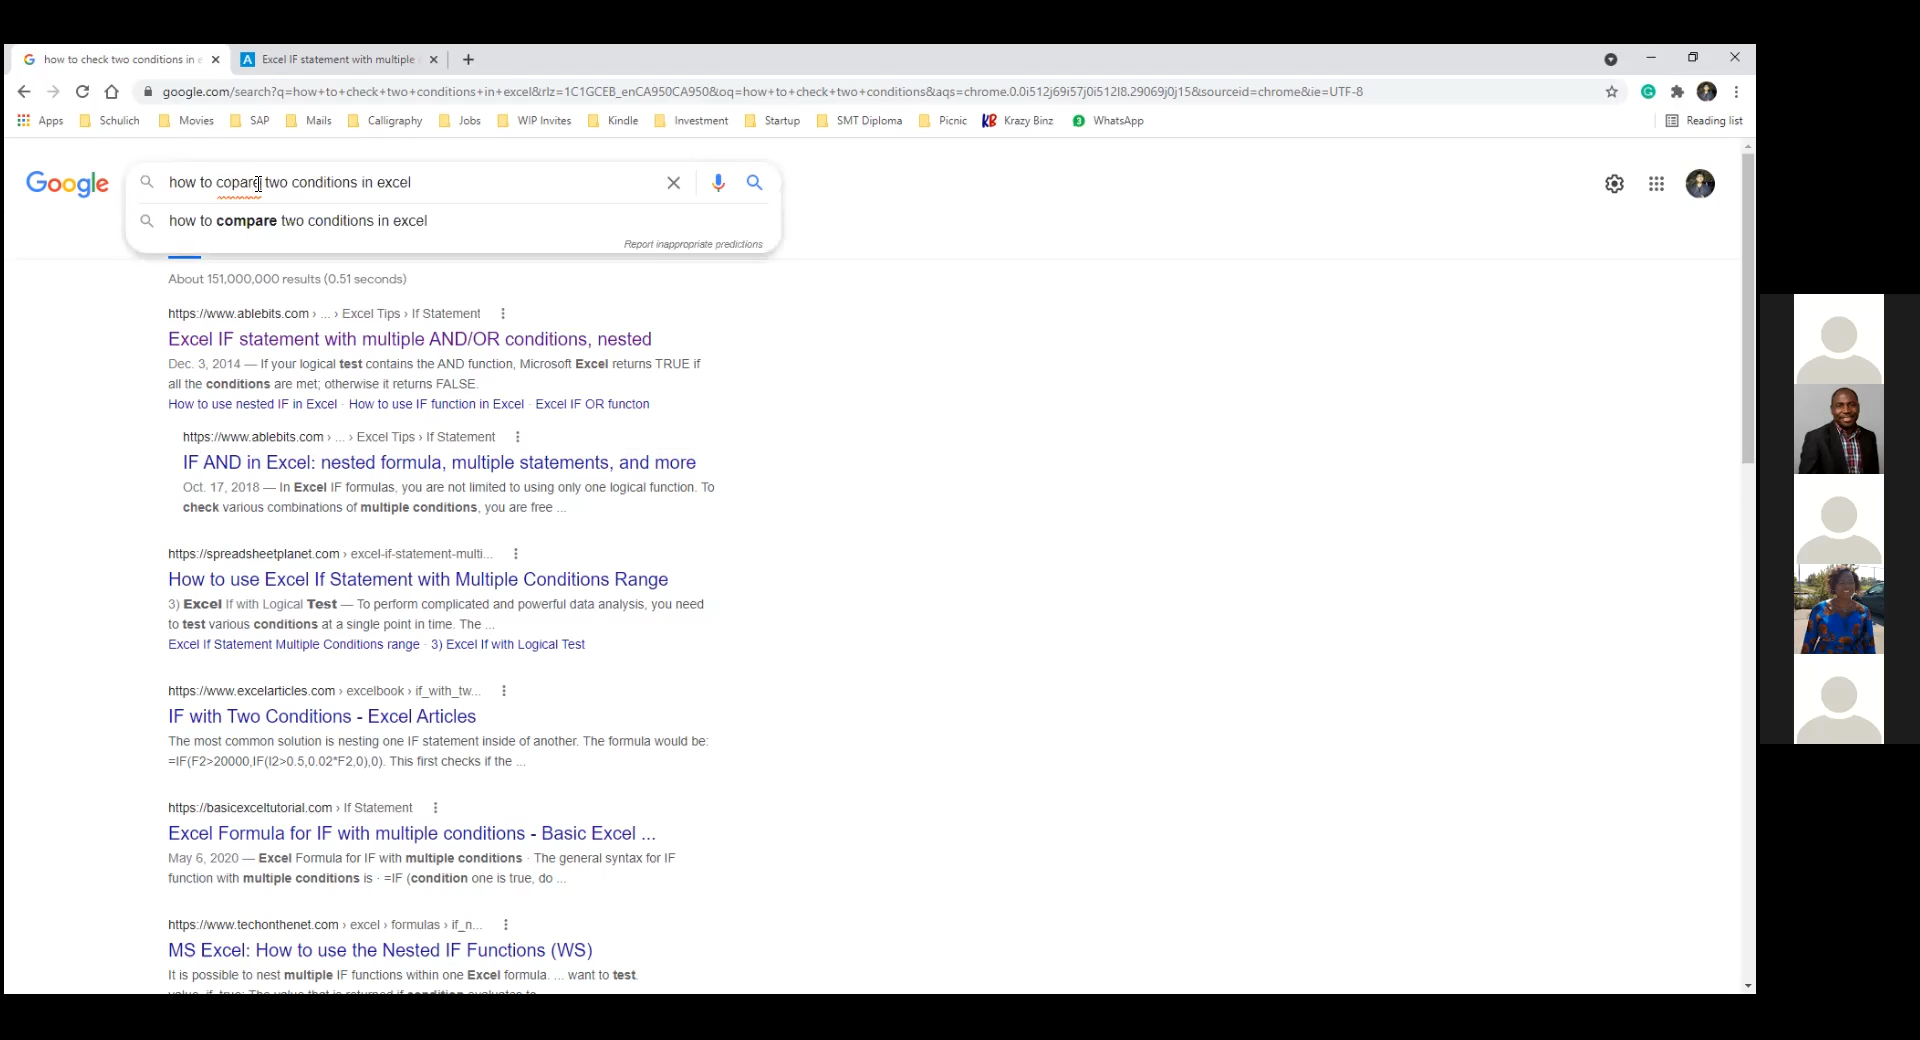 how to check two conditions in e
Excel IF statement with multiple
google.com/search?q=how+to+check+two+conditions+in+excel&rlz=1C1GCEB_enCA950CA950&oq=how+to+check+two+conditions&aqs=chrome.0.0i512j69i57j0i512l8.29069j0j15&sourceid=chrome&ie=UTF-8
Apps Schulich Movies SAP Mails Calligraphy Jobs WIP Invites Kindle Investment Startup SMT Diploma Picnic KB Krazy Binz 3 WhatsApp Reading list
Google
how to copare two conditions in excel
how to compare two conditions in excel
Report inappropriate predictions
About 151,000,000 results (0.51 seconds)
https://www.ablebits.com › ... › Excel Tips › If Statement
Excel IF statement with multiple AND/OR conditions, nested
Dec. 3, 2014 — If your logical test contains the AND function, Microsoft Excel returns TRUE if
all the conditions are met; otherwise it returns FALSE.
How to use nested IF in Excel · How to use IF function in Excel · Excel IF OR functon
https://www.ablebits.com › ... › Excel Tips › If Statement
IF AND in Excel: nested formula, multiple statements, and more
Oct. 17, 2018 — In Excel IF formulas, you are not limited to using only one logical function. To
check various combinations of multiple conditions, you are free ...
https://spreadsheetplanet.com › excel-if-statement-multi...
How to use Excel If Statement with Multiple Conditions Range
3) Excel If with Logical Test — To perform complicated and powerful data analysis, you need
to test various conditions at a single point in time. The ...
Excel If Statement Multiple Conditions range · 3) Excel If with Logical Test
https://www.excelarticles.com › excelbook › if_with_tw...
IF with Two Conditions - Excel Articles
The most common solution is nesting one IF statement inside of another. The formula would be:
=IF(F2>20000,IF(I2>0.5,0.02*F2,0),0). This first checks if the ...
https://basicexceltutorial.com › If Statement
Excel Formula for IF with multiple conditions - Basic Excel ...
May 6, 2020 — Excel Formula for IF with multiple conditions · The general syntax for IF
function with multiple conditions is · =IF (condition one is true, do ...
https://www.techonthenet.com › excel › formulas › if_n...
MS Excel: How to use the Nested IF Functions (WS)
It is possible to nest multiple IF functions within one Excel formula. ... want to test.
value_if_true: The value that is returned if condition evaluates to